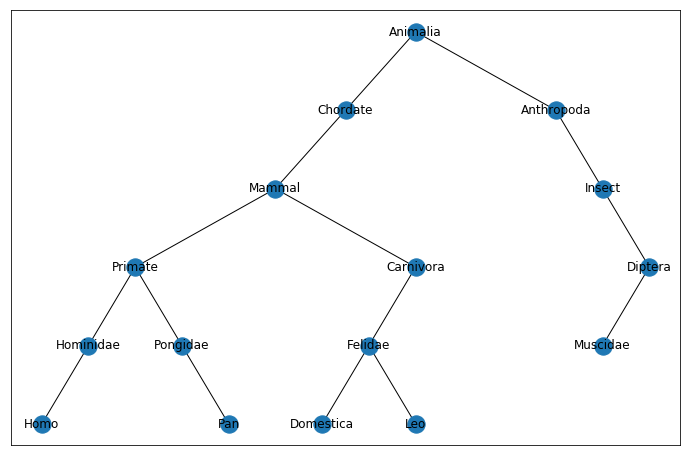 Animalia
Chordate
Anthropoda
Mammal
Insect
Primate
Carnivora
Diptera
Hominidae
Pongidae
Felidae
Muscidae
Homo
Pan
Domestica
Leo